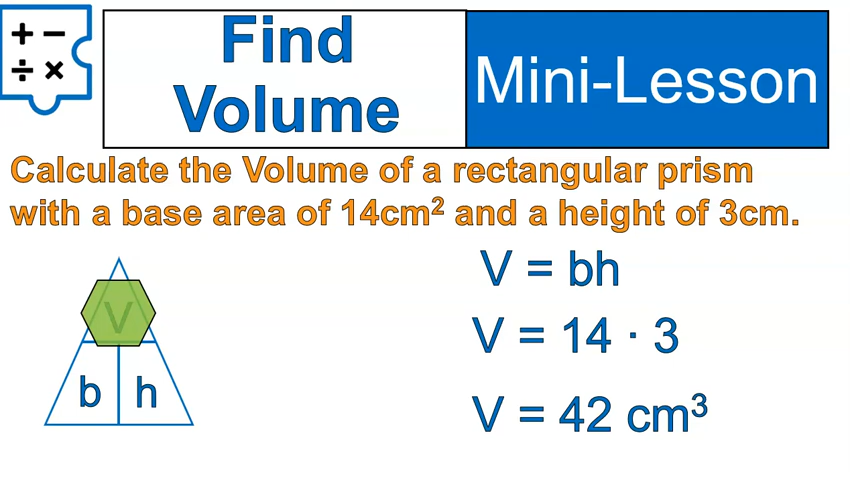 + −
÷ ×
Find
Volume
Mini-Lesson
Calculate the Volume of a rectangular prism
with a base area of 14cm² and a height of 3cm.
V
b h
V = bh
V = 14 · 3
V = 42 cm³